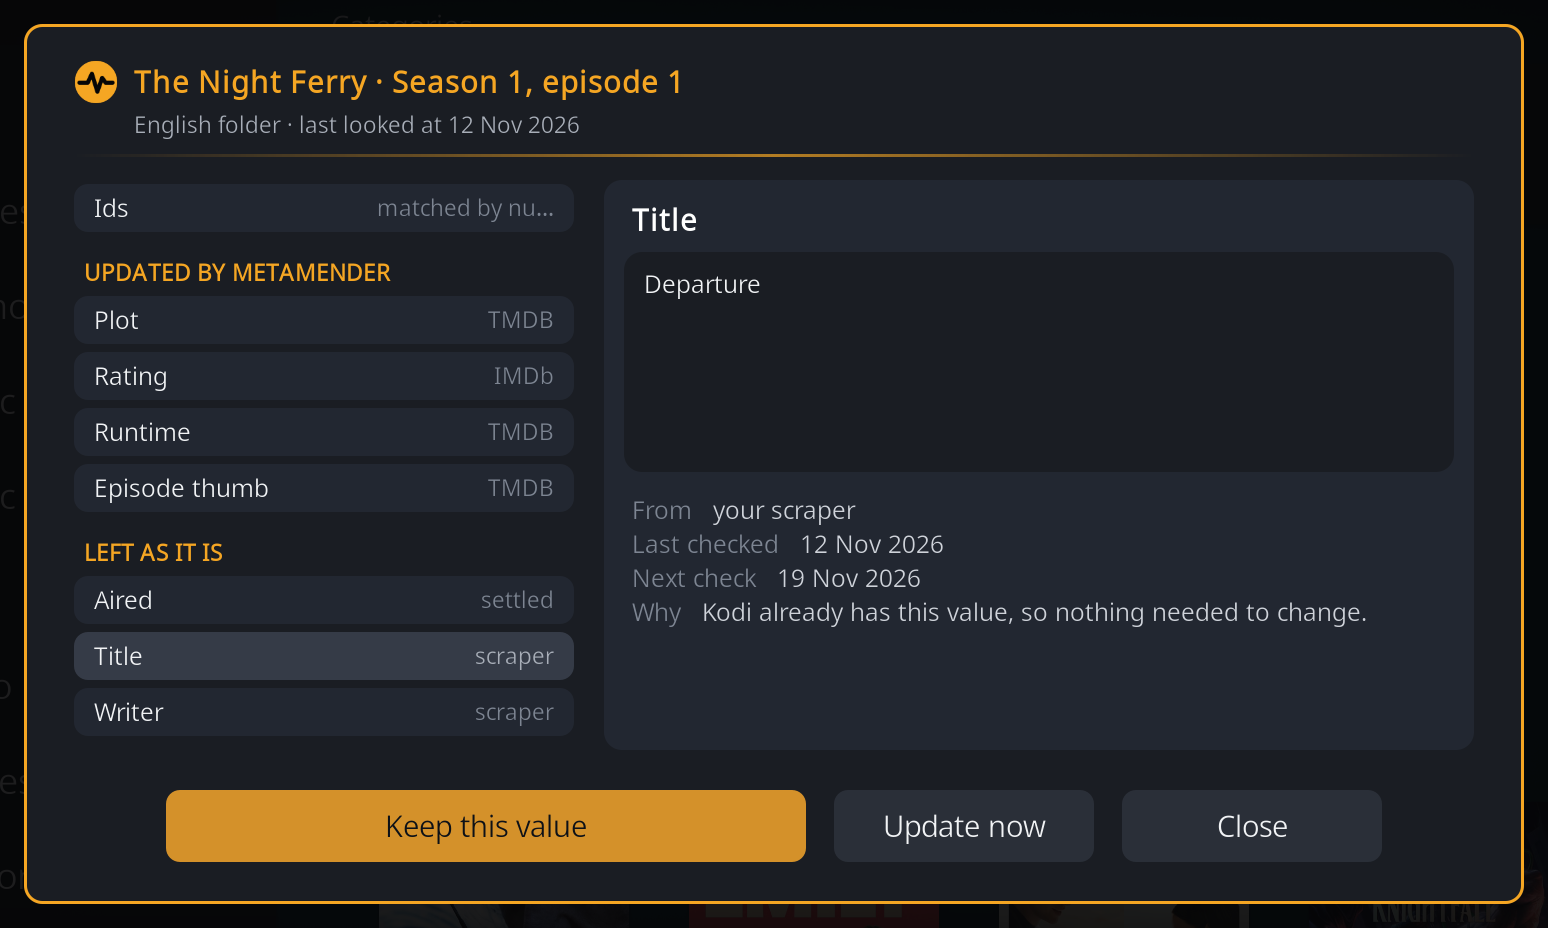 Categories
The Night Ferry · Season 1, episode 1
English folder · last looked at 12 Nov 2026
Ids matched by nu...
UPDATED BY METAMENDER
Plot TMDB
Rating IMDb
Runtime TMDB
Episode thumb TMDB
LEFT AS IT IS
Aired settled
Title scraper
Writer scraper
Title
Departure
From your scraper
Last checked 12 Nov 2026
Next check 19 Nov 2026
Why Kodi already has this value, so nothing needed to change.
Keep this value
Update now
Close